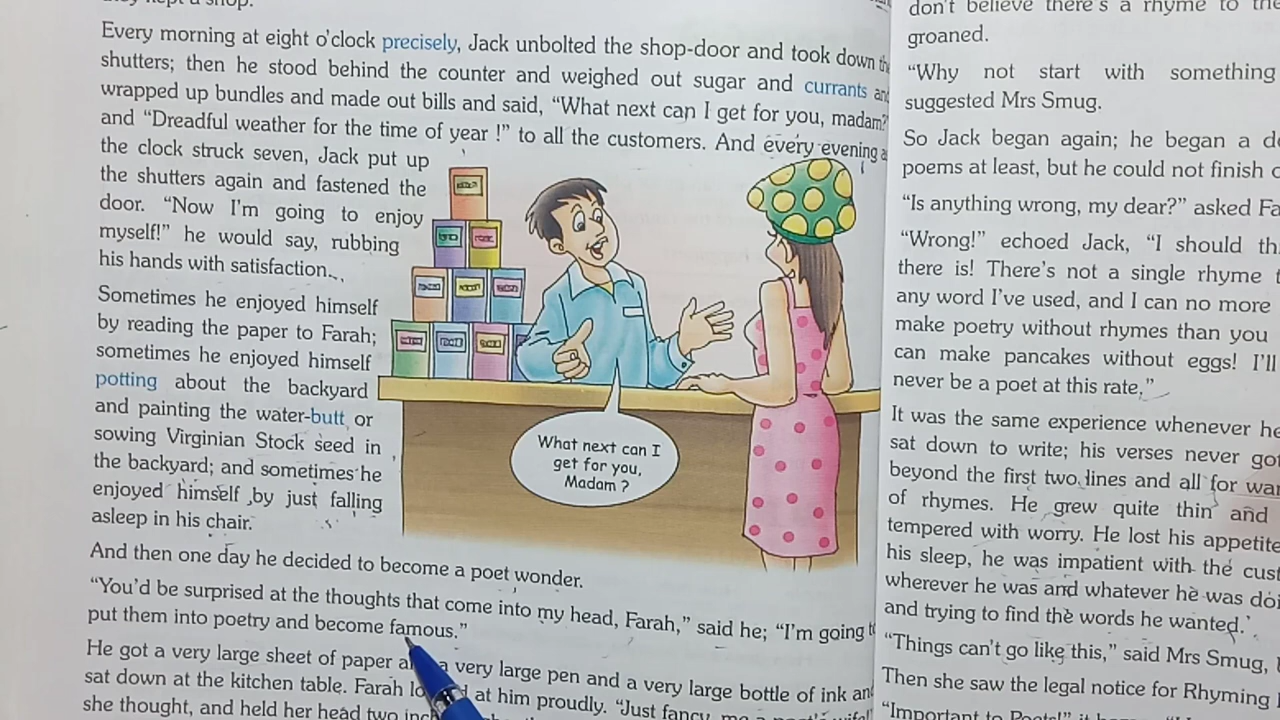 they kept a shop.
Every morning at eight o'clock precisely, Jack unbolted the shop-door and took down the
shutters; then he stood behind the counter and weighed out sugar and currants and
wrapped up bundles and made out bills and said, “What next can I get for you, madam?”
and “Dreadful weather for the time of year !” to all the customers. And every evening
the clock struck seven, Jack put up
the shutters again and fastened the
door. “Now I'm going to enjoy
myself!” he would say, rubbing
his hands with satisfaction.
Sometimes he enjoyed himself
by reading the paper to Farah;
sometimes he enjoyed himself
potting about the backyard
and painting the water-butt or
sowing Virginian Stock seed in
the backyard; and sometimes he
enjoyed himself by just falling
asleep in his chair.
What next can I
get for you,
Madam ?
And then one day he decided to become a poet wonder.
“You'd be surprised at the thoughts that come into my head, Farah,” said he; “I'm going to
put them into poetry and become famous.”
He got a very large sheet of paper a very large pen and a very large bottle of ink and
sat down at the kitchen table. Farah at him proudly. “Just fancy, me a poet's wife!”
she thought, and held her head two
don't believe there's a rhyme to
groaned.
“Why not start with something
suggested Mrs Smug.
So Jack began again; he began a
poems at least, but he could not finish
“Is anything wrong, my dear?” asked
“Wrong!” echoed Jack, “I should
there is! There's not a single rhyme
any word I've used, and I can no more
make poetry without rhymes than you
can make pancakes without eggs! I'll
never be a poet at this rate,”
It was the same experience whenever he
sat down to write; his verses never got
beyond the first two lines and all for
of rhymes. He grew quite thin and
tempered with worry. He lost his appetite
his sleep, he was impatient with the
wherever he was and whatever he was
and trying to find the words he wanted.
“Things can't go like this,” said Mrs Smug,
Then she saw the legal notice for Rhyming
“Important to Poets!”